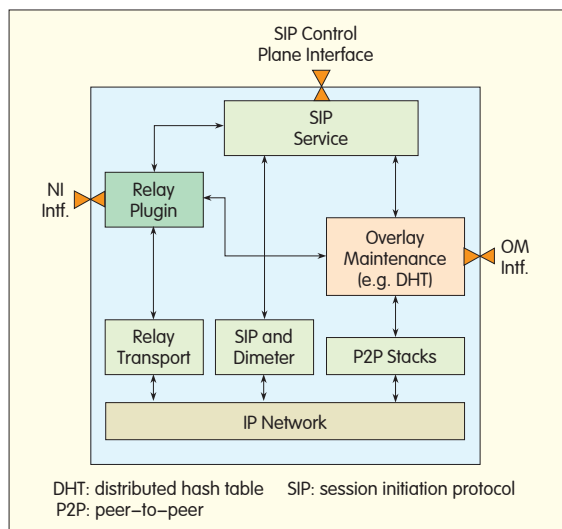 SIP Control
Plane Interface
SIP
Service
NI
Intf.
Relay
Plugin
Overlay
Maintenance
(e.g. DHT)
OM
Intf.
Relay
Transport
SIP and
Dimeter
P2P Stacks
IP Network
DHT: distributed hash table SIP: session initiation protocol
P2P: peer-to-peer